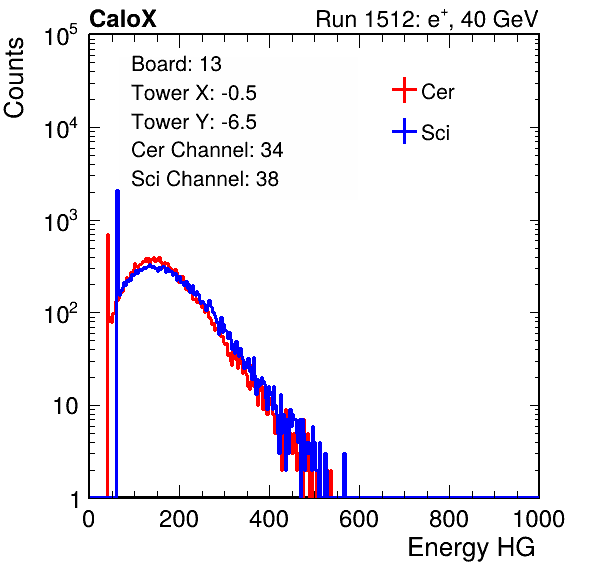 CaloX Run 1512: e⁺, 40 GeV
Counts
Board: 13
Tower X: -0.5
Tower Y: -6.5
Cer Channel: 34
Sci Channel: 38
Cer
Sci
10⁵
10⁴
10³
10²
10
1
0 200 400 600 800 1000
Energy HG